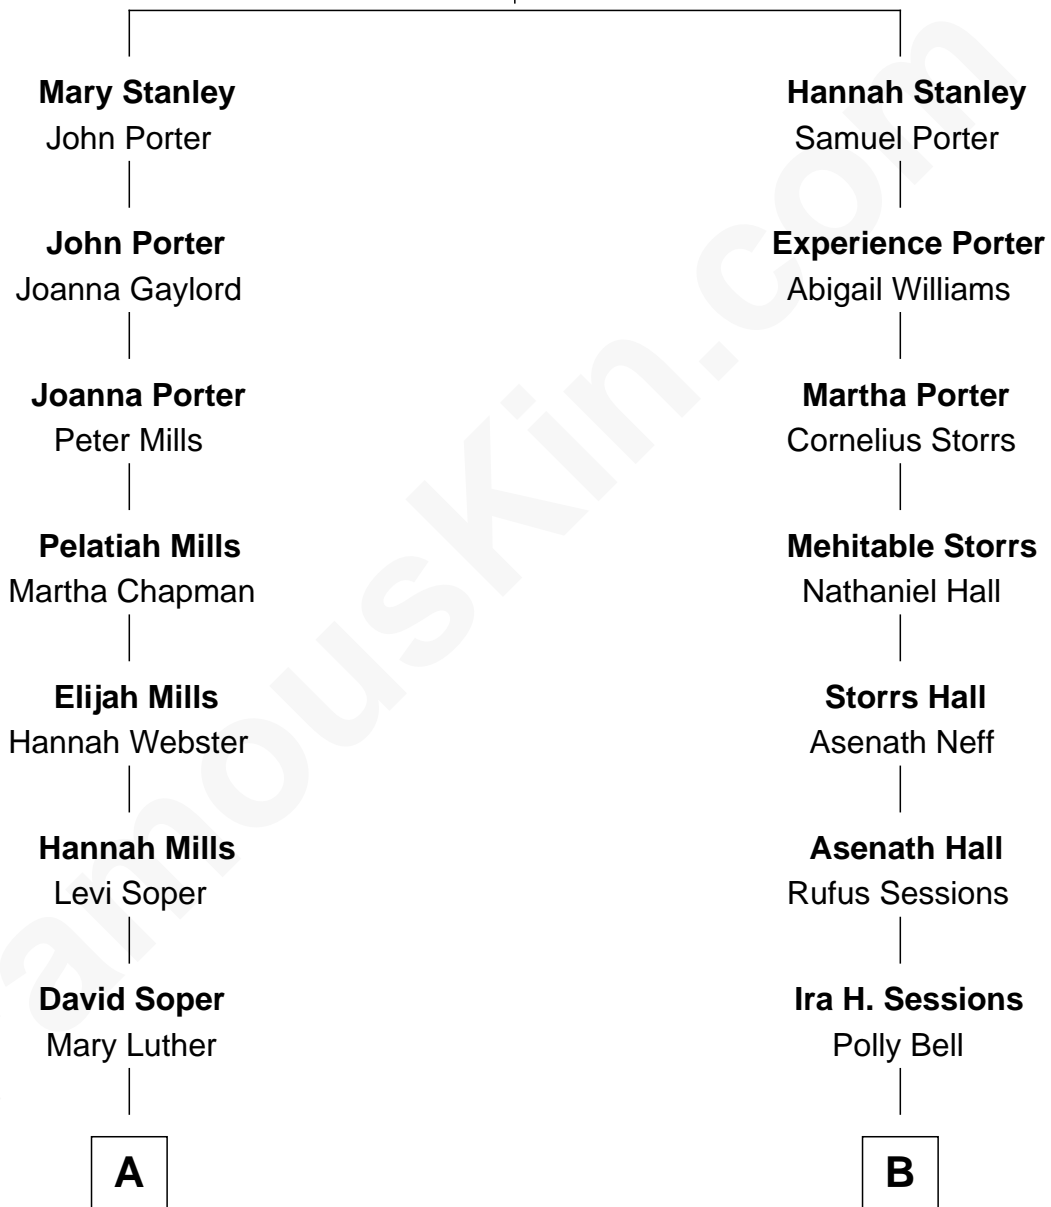 Mary Stanley
John Porter
John Porter
Joanna Gaylord
Joanna Porter
Peter Mills
Pelatiah Mills
Martha Chapman
Elijah Mills
Hannah Webster
Hannah Mills
Levi Soper
David Soper
Mary Luther
A
Hannah Stanley
Samuel Porter
Experience Porter
Abigail Williams
Martha Porter
Cornelius Storrs
Mehitable Storrs
Nathaniel Hall
Storrs Hall
Asenath Neff
Asenath Hall
Rufus Sessions
Ira H. Sessions
Polly Bell
B
amouskin.com